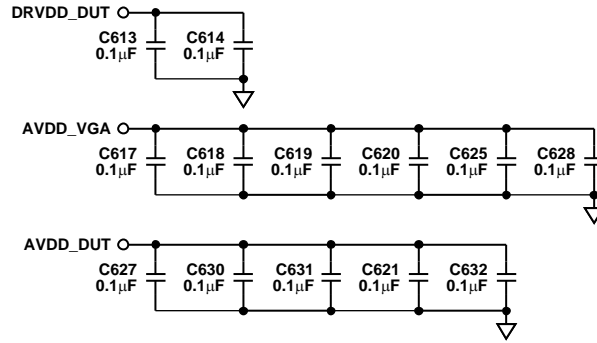 DRVDD_DUT
C613 C614
0.1µF 0.1µF
AVDD_VGA
C617 C618 C619 C620 C625 C628
0.1µF 0.1µF 0.1µF 0.1µF 0.1µF 0.1µF
AVDD_DUT
C627 C630 C631 C621 C632
0.1µF 0.1µF 0.1µF 0.1µF 0.1µF